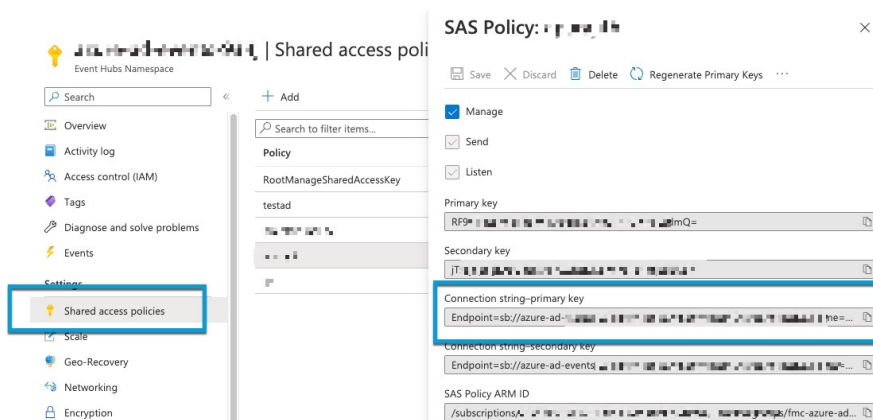 | Shared access poli
Event Hubs Namespace
Search
Overview
Activity log
Access control (IAM)
Tags
Diagnose and solve problems
Events
Settings
Shared access policies
Scale
Geo-Recovery
Networking
Encryption
Add
Search to filter items...
Policy
RootManageSharedAccessKey
testad
SAS Policy:
Save Discard Delete Regenerate Primary Keys ...
Manage
Send
Listen
Primary key
RF9 lmQ=
Secondary key
jT
Connection string–primary key
Endpoint=sb://azure-ad- ne=...
Connection string–secondary key
Endpoint=sb://azure-ad-events =...
SAS Policy ARM ID
/subscriptions/ /fmc-azure-ad...